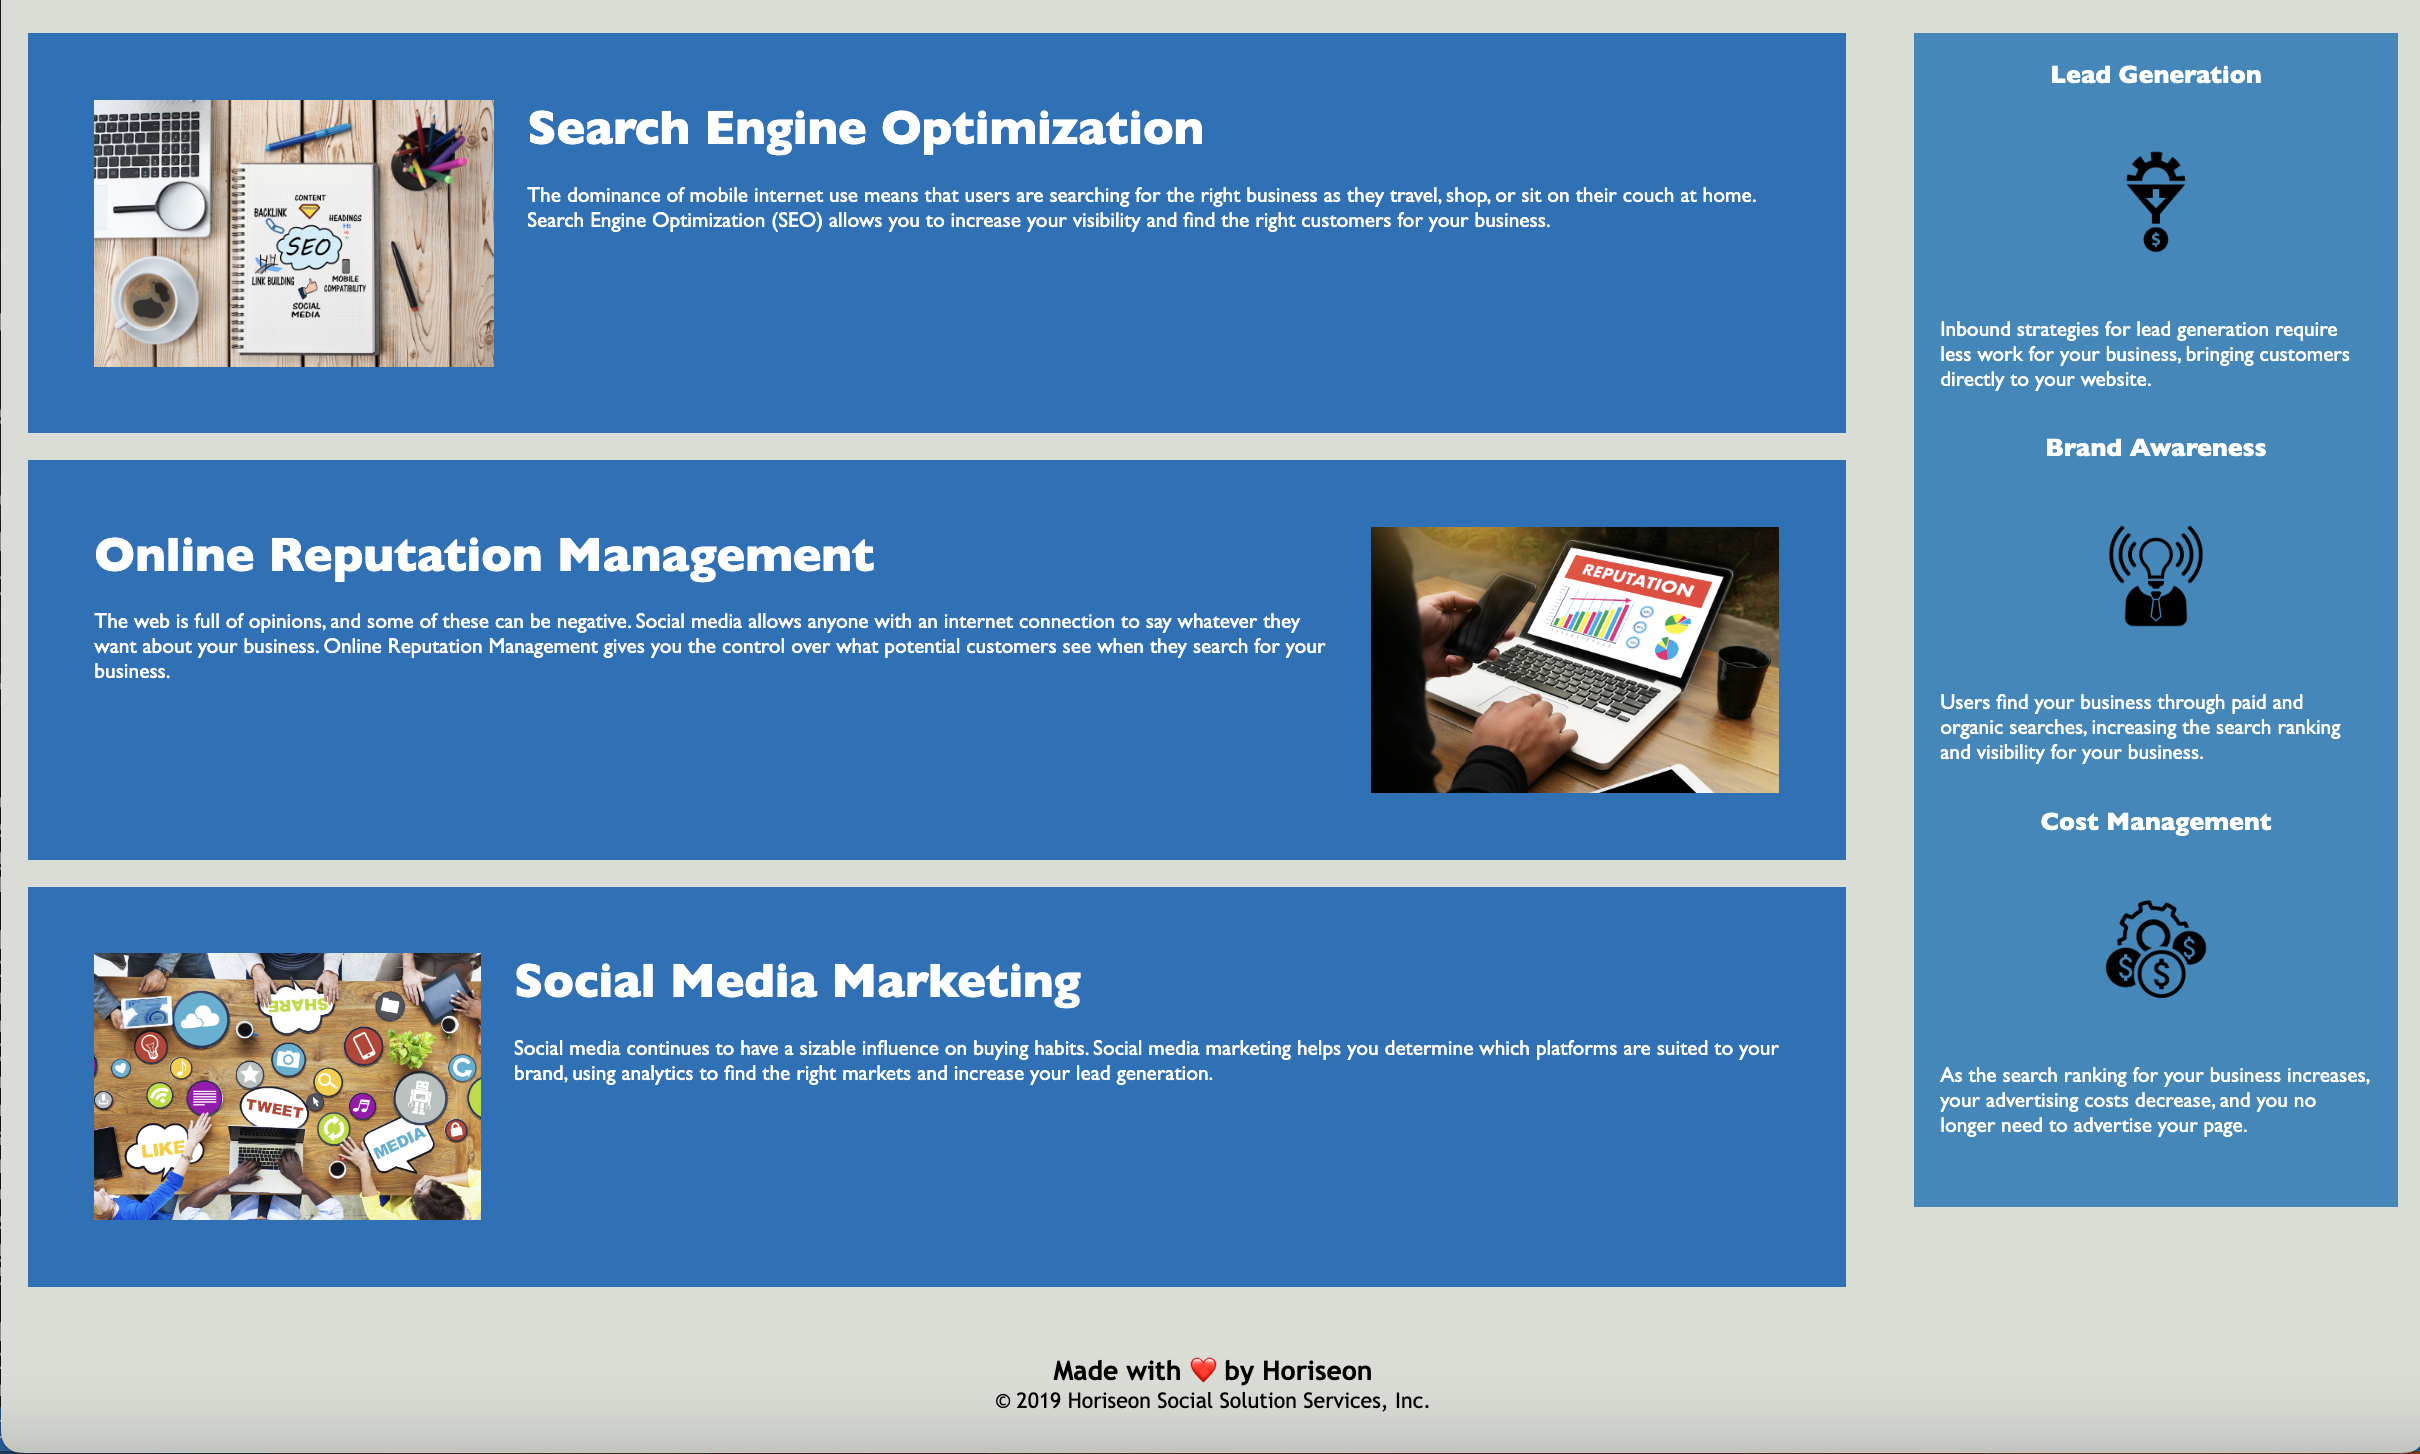 Search Engine Optimization
The dominance of mobile internet use means that users are searching for the right business as they travel, shop, or sit on their couch at home.
Search Engine Optimization (SEO) allows you to increase your visibility and find the right customers for your business.
CONTENT
BACKLINK
HEADINGS
H1
SEO
LINK BUILDING
MOBILE
COMPATIBILITY
SOCIAL
MEDIA
Online Reputation Management
The web is full of opinions, and some of these can be negative. Social media allows anyone with an internet connection to say whatever they
want about your business. Online Reputation Management gives you the control over what potential customers see when they search for your
business.
REPUTATION
Social Media Marketing
Social media continues to have a sizable influence on buying habits. Social media marketing helps you determine which platforms are suited to your
brand, using analytics to find the right markets and increase your lead generation.
SHARE
TWEET
LIKE
MEDIA
Lead Generation
$
Inbound strategies for lead generation require
less work for your business, bringing customers
directly to your website.
Brand Awareness
Users find your business through paid and
organic searches, increasing the search ranking
and visibility for your business.
Cost Management
$
$ $
As the search ranking for your business increases,
your advertising costs decrease, and you no
longer need to advertise your page.
Made with ❤️ by Horiseon
© 2019 Horiseon Social Solution Services, Inc.